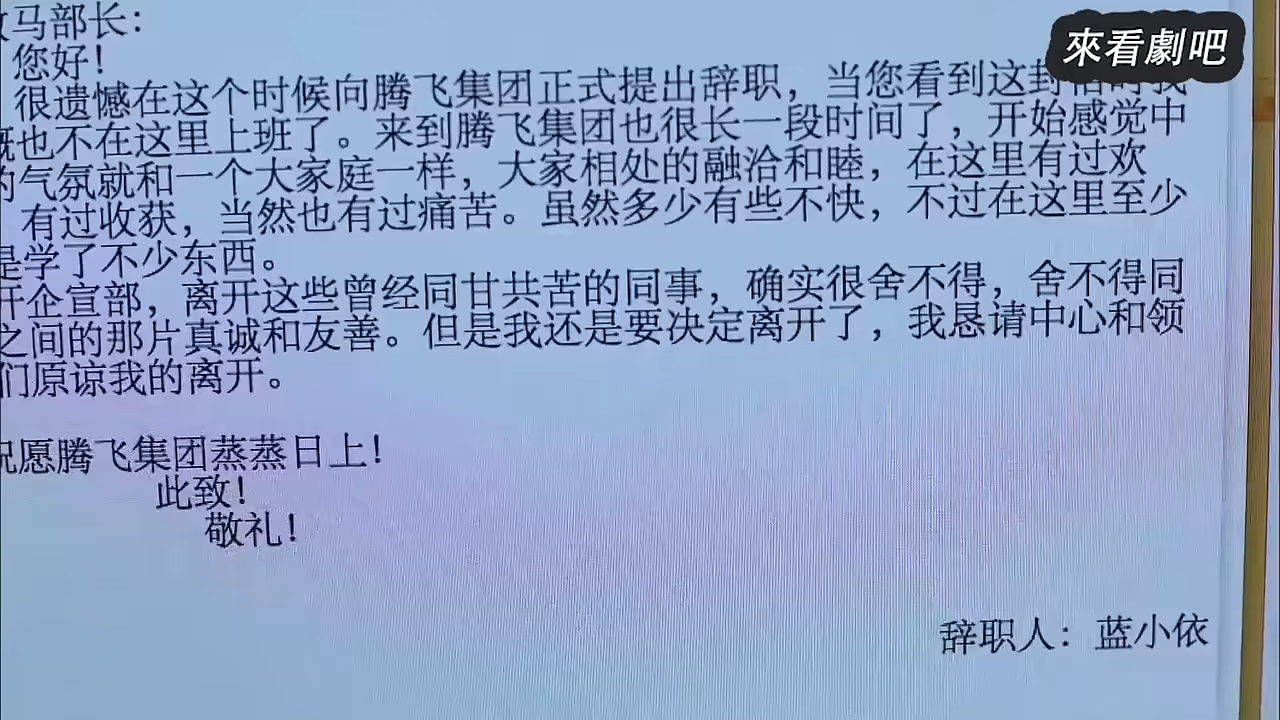 马部长：
來看劇吧
您好！
很遗憾在这个时候向腾飞集团正式提出辞职，当您看到这封信时我
也不在这里上班了。来到腾飞集团也很长一段时间了，开始感觉中
的气氛就和一个大家庭一样，大家相处的融洽和睦，在这里有过欢
有过收获，当然也有过痛苦。虽然多少有些不快，不过在这里至少
是学了不少东西。
开企宣部，离开这些曾经同甘共苦的同事，确实很舍不得，舍不得同
之间的那片真诚和友善。但是我还是要决定离开了，我恳请中心和领
们原谅我的离开。
祝愿腾飞集团蒸蒸日上！
此致！
敬礼！
辞职人：蓝小依